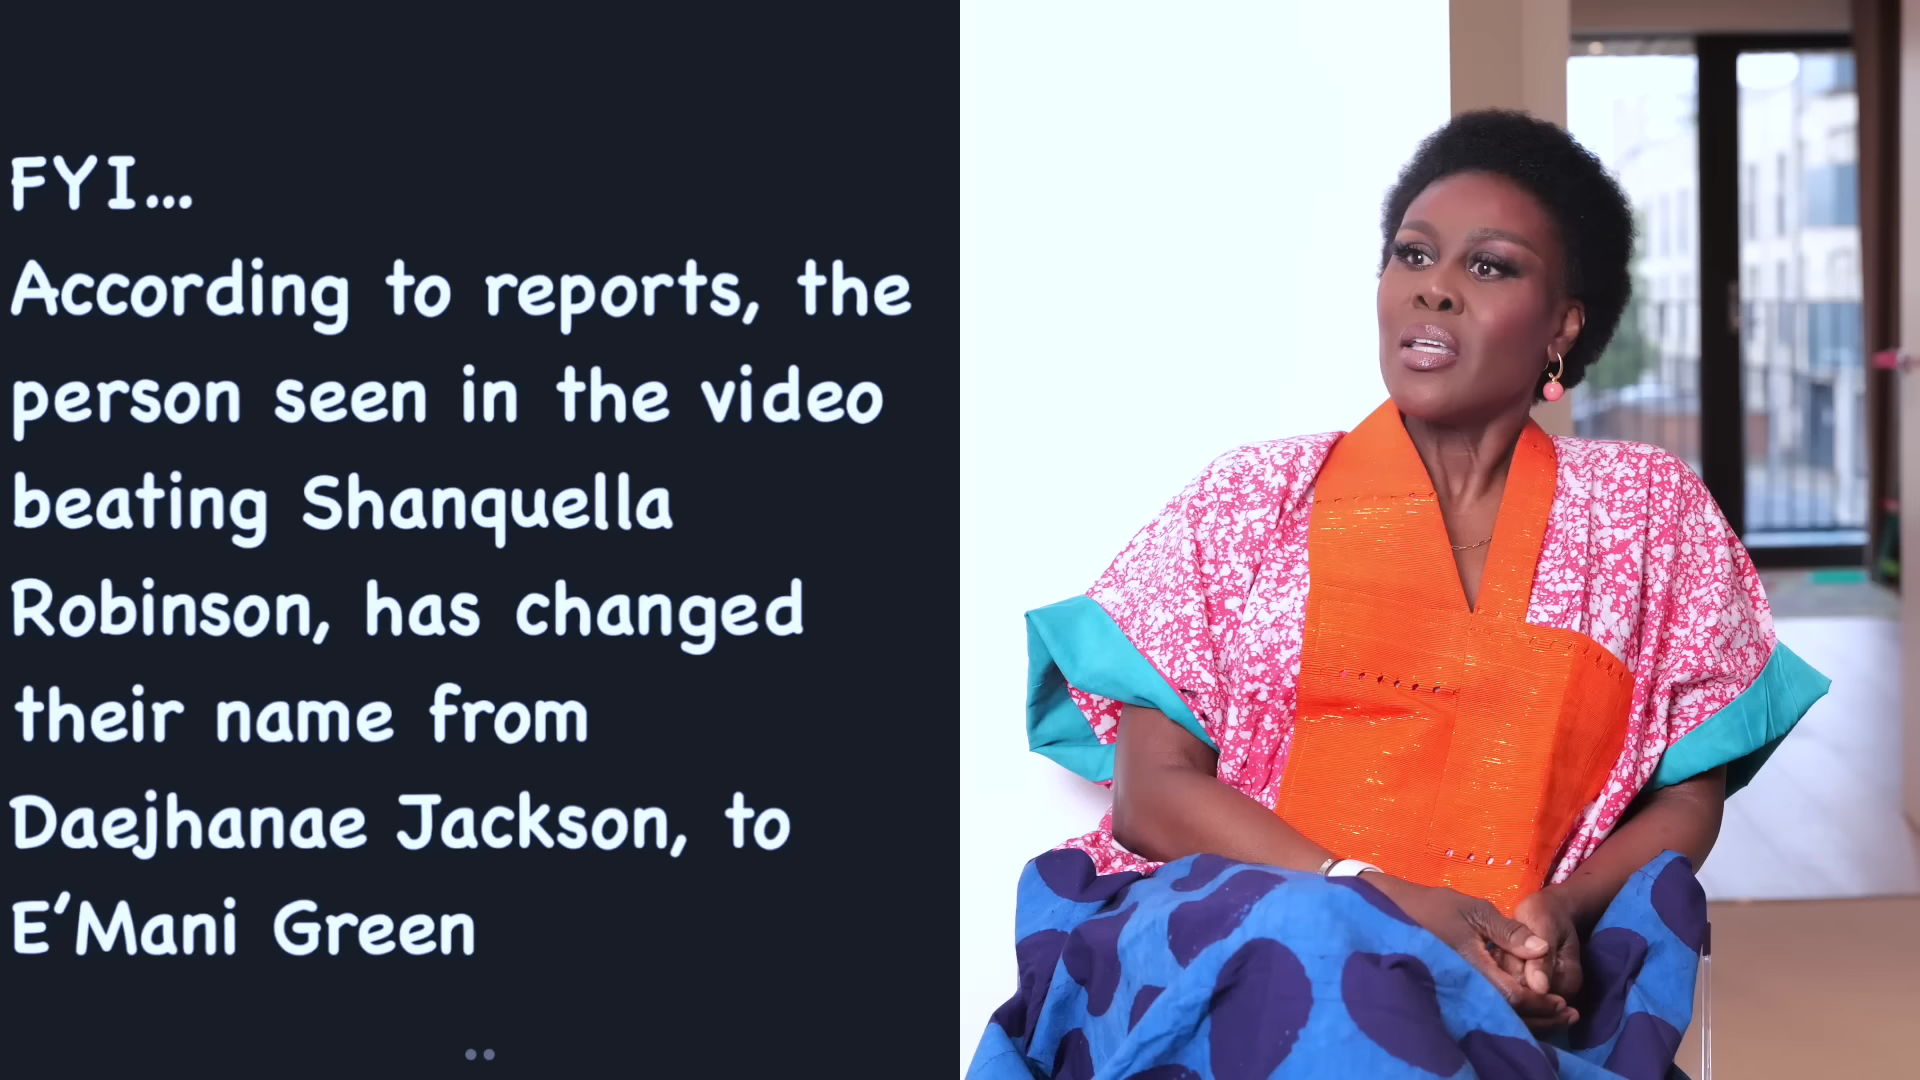 FYI...
According to reports, the
person seen in the video
beating Shanquella
Robinson, has changed
their name from
Daejhanae Jackson, to
E’Mani Green